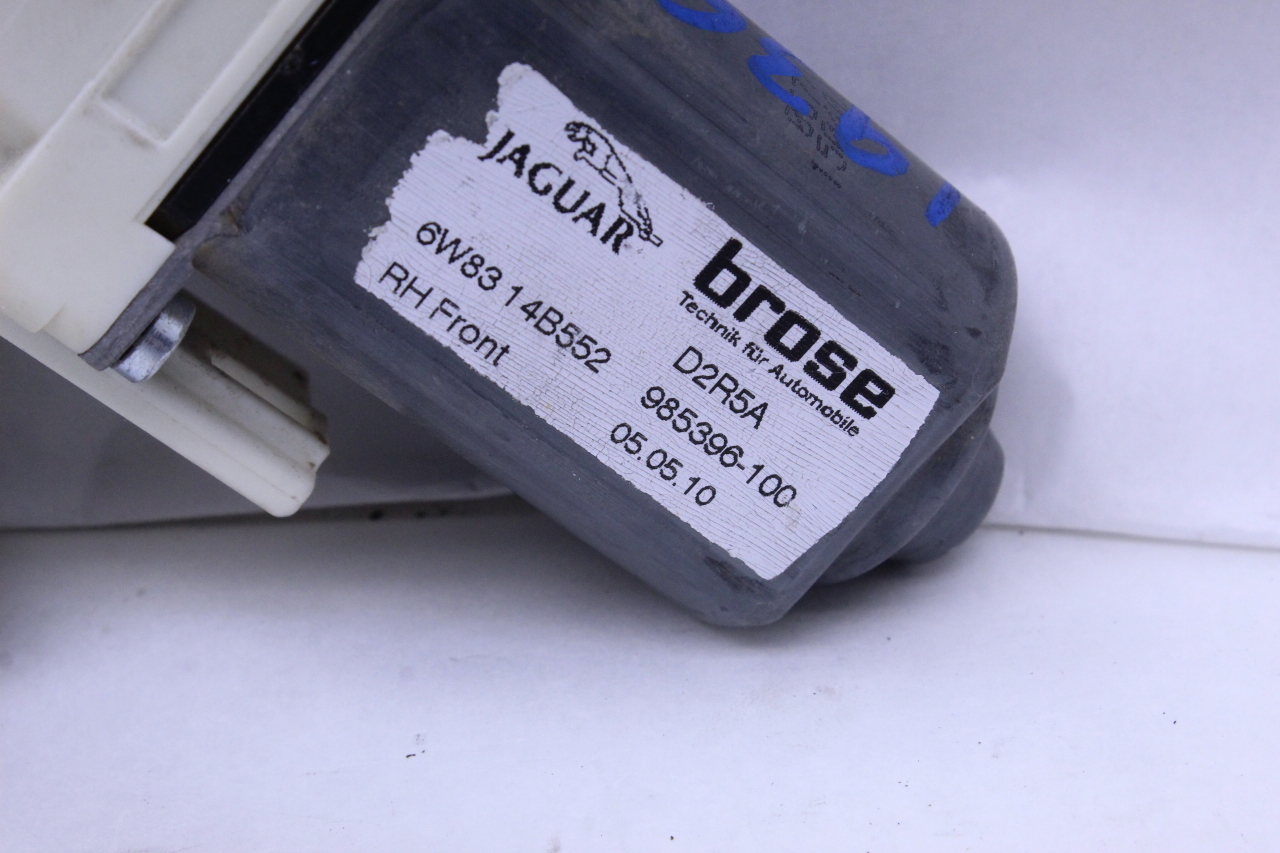 JAGUAR
6W83 14B552
RH Front
brose
Technik für Automobile
D2R5A
985396-100
05.05.10